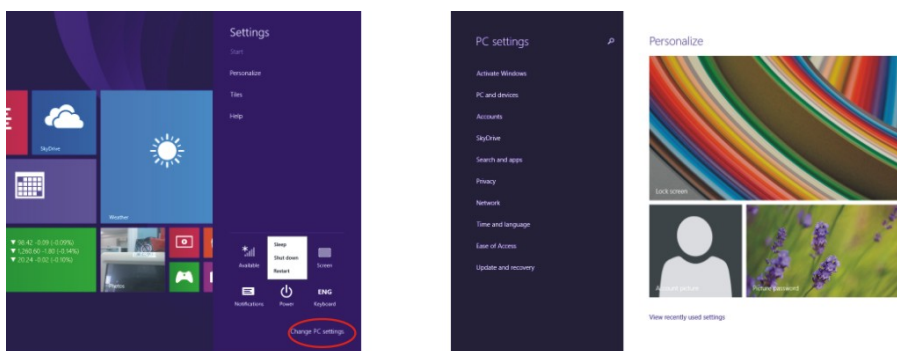 Settings
Start
Personalize
Tiles
Help
SkyDrive
Weather
▼ 98.42 -0.09 (-0.09%)
▼ 1,260.60 -1.80 (-0.14%)
▼ 20.24 -0.02 (-0.10%)
Photos
Sleep
Shut down
Restart
Available
Screen
Notifications
Power
ENG
Keyboard
Change PC settings
PC settings
Activate Windows
PC and devices
Accounts
SkyDrive
Search and apps
Privacy
Network
Time and language
Ease of Access
Update and recovery
Personalize
Lock screen
Account picture
Picture password
View recently used settings